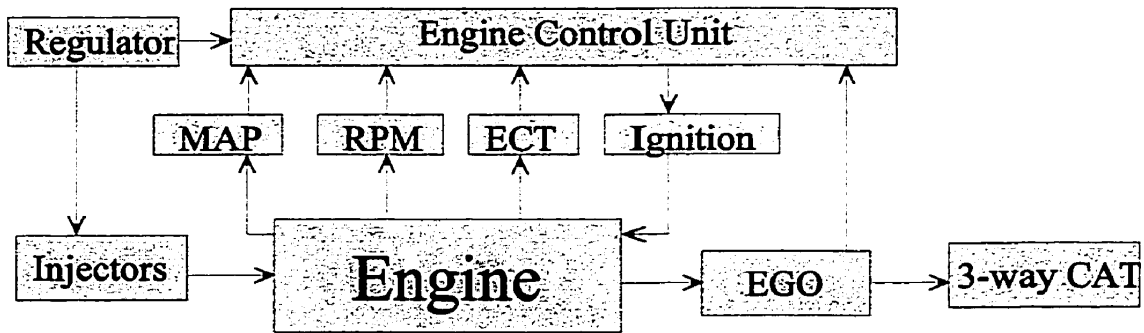 Regulator
Engine Control Unit
MAP
RPM
ECT
Ignition
Injectors
Engine
EGO
3-way CAT